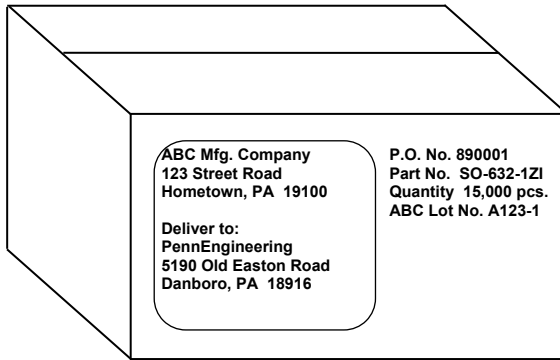 ABC Mfg. Company
123 Street Road
Hometown, PA 19100
Deliver to:
PennEngineering
5190 Old Easton Road
Danboro, PA 18916
P.O. No. 890001
Part No. SO-632-1ZI
Quantity 15,000 pcs.
ABC Lot No. A123-1